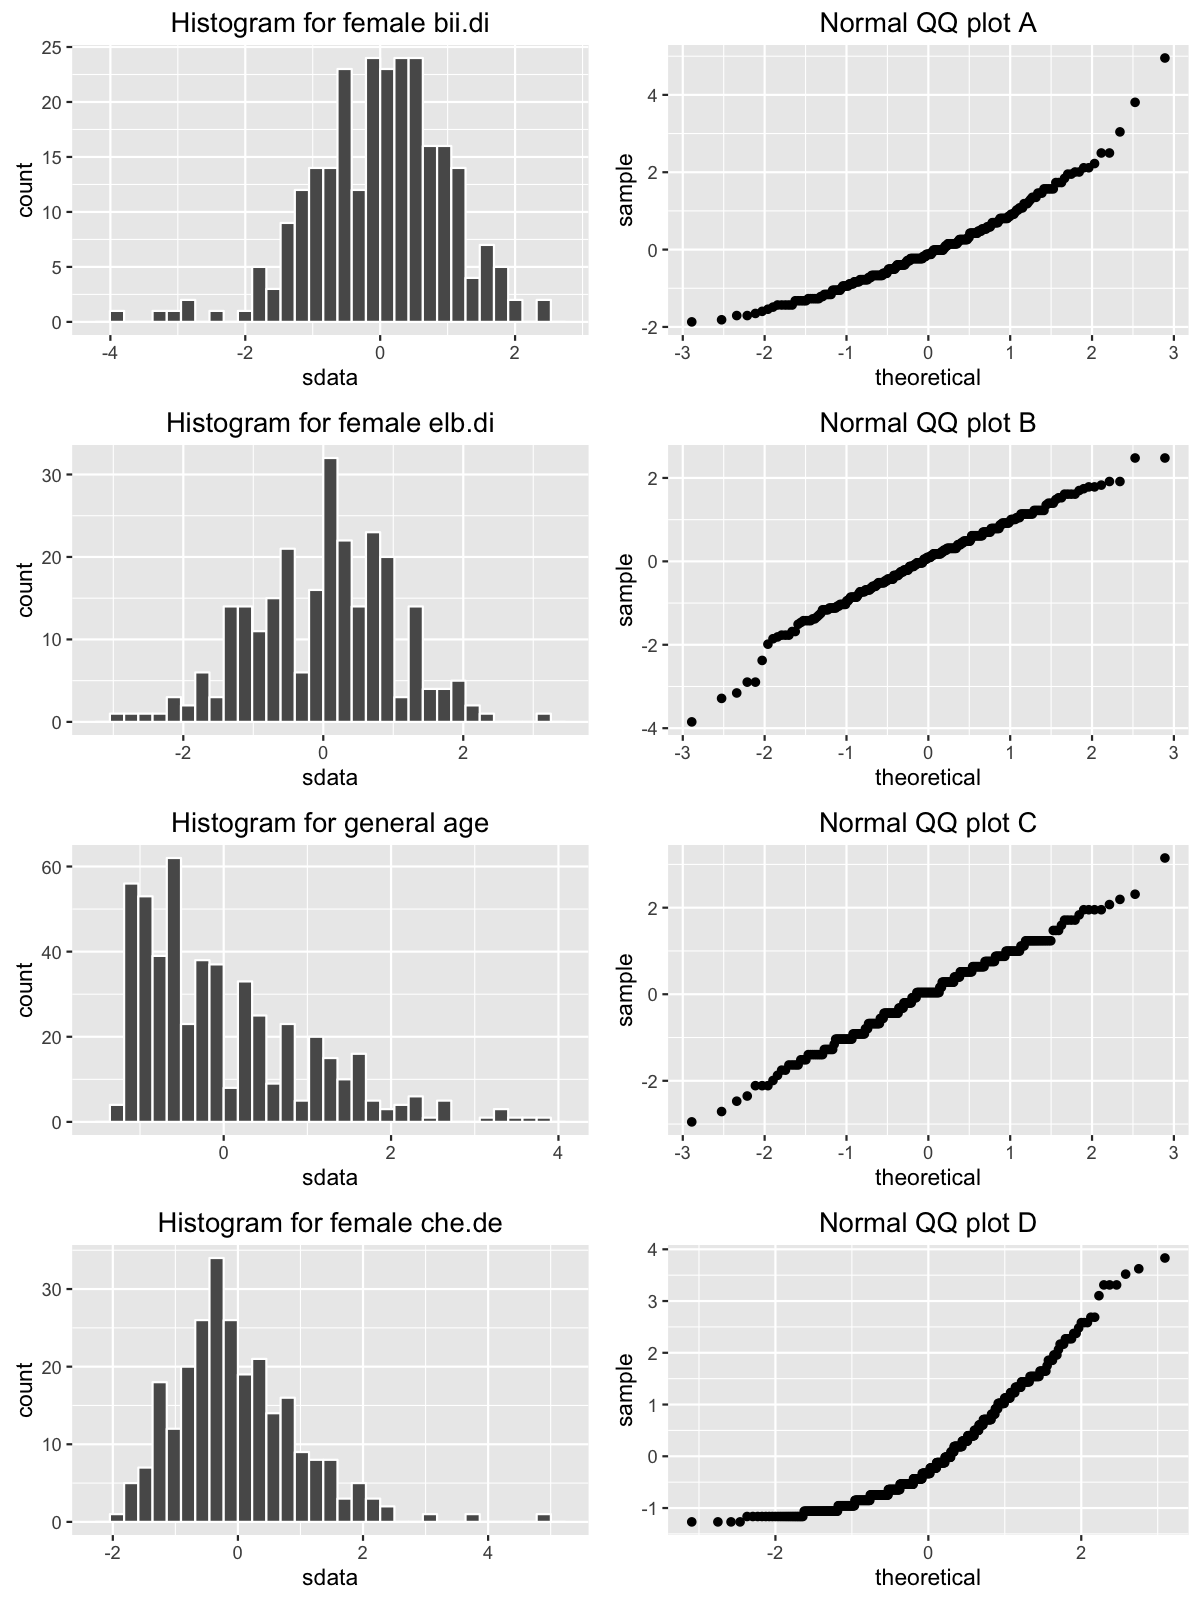 Histogram for female bii.di
25
20
15
10
5
0
count
-4 -2 0 2
sdata
Normal QQ plot A
4
2
0
-2
sample
-3 -2 -1 0 1 2 3
theoretical
Histogram for female elb.di
30
20
10
0
count
-2 0 2
sdata
Normal QQ plot B
2
0
-2
-4
sample
-3 -2 -1 0 1 2 3
theoretical
Histogram for general age
60
40
20
0
count
0 2 4
sdata
Normal QQ plot C
2
0
-2
sample
-3 -2 -1 0 1 2 3
theoretical
Histogram for female che.de
30
20
10
0
count
-2 0 2 4
sdata
Normal QQ plot D
4
3
2
1
0
-1
sample
-2 0 2
theoretical